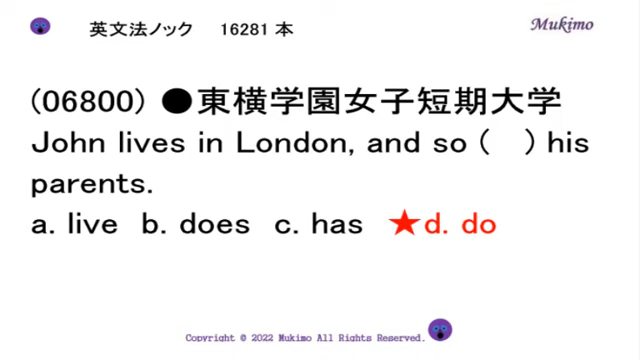 英文法ノック 16281 本
Mukimo
(06800) ●東横学園女子短期大学
John lives in London, and so (　) his
parents.
a. live b. does c. has ★d. do
Copyright @ 2022 Mukimo All Rights Reserved.